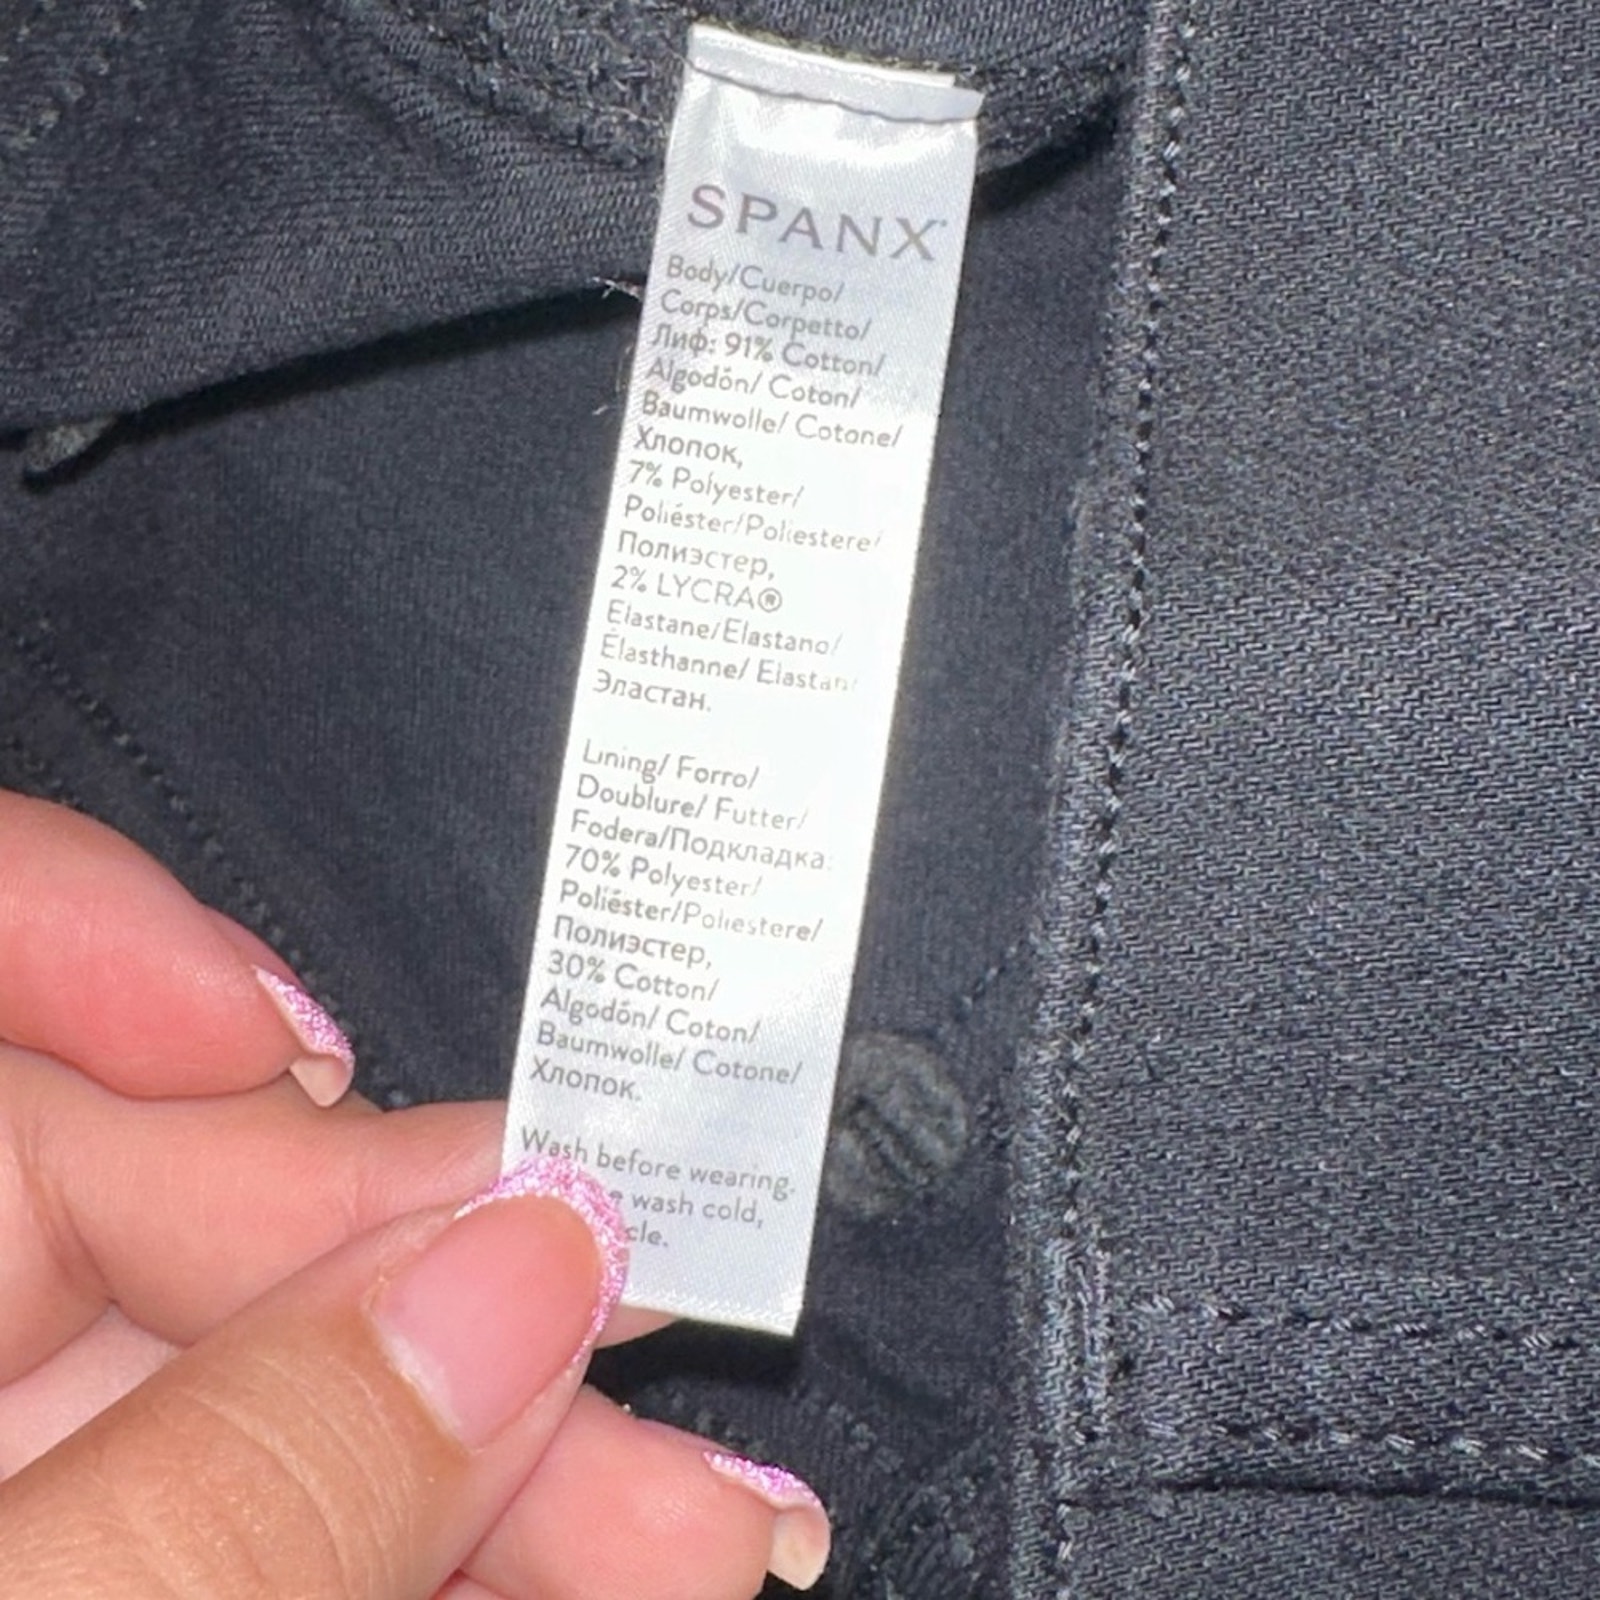 SPANX
Body/Cuerpo/
Corps/Corpetto/
Лиф: 91% Cotton/
Algodón/ Coton/
Baumwolle/ Cotone/
Хлопок,
7% Polyester/
Poliéster/Poliestere/
Полиэстер,
2% LYCRA®
Elastane/Elastano/
Élasthanne/ Elastan/
Эластан.
Lining/ Forro/
Doublure/ Futter/
Fodera/Подкладка:
70% Polyester/
Poliéster/Poliestere/
Полиэстер,
30% Cotton/
Algodón/ Coton/
Baumwolle/ Cotone/
Хлопок.
Wash before wearing.
wash cold,